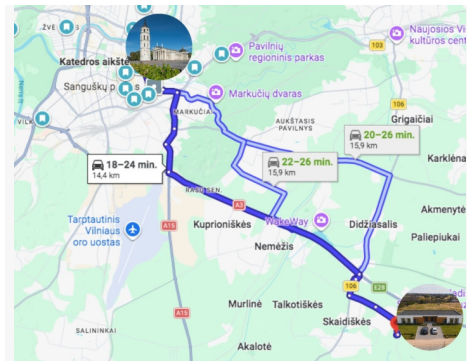 ŽVĖ
Naujosios Vi
kultūros cent
103
Pavilnių
regioninis parkas
Katedros aikštė
Sanguškų
Markučių dvaras
106
MARKUČIAI
AUKŠTASIS
PAVILNYS
Grigaičiai
VILK
20–26 min.
15,9 km
18–24 min.
14,4 km
22–26 min.
15,9 km
Karklėna
RASŲ SEN.
Akmenytė
A3
WakeWay
Tarptautinis
Vilniaus
oro uostas
A15
Kuprioniškės
Didžiasalis
Nemėžis
Paliepiukai
106
E28
Murlinė
Talkotiškės
A15
Skaidiškės
SALININKAI
Akalotė